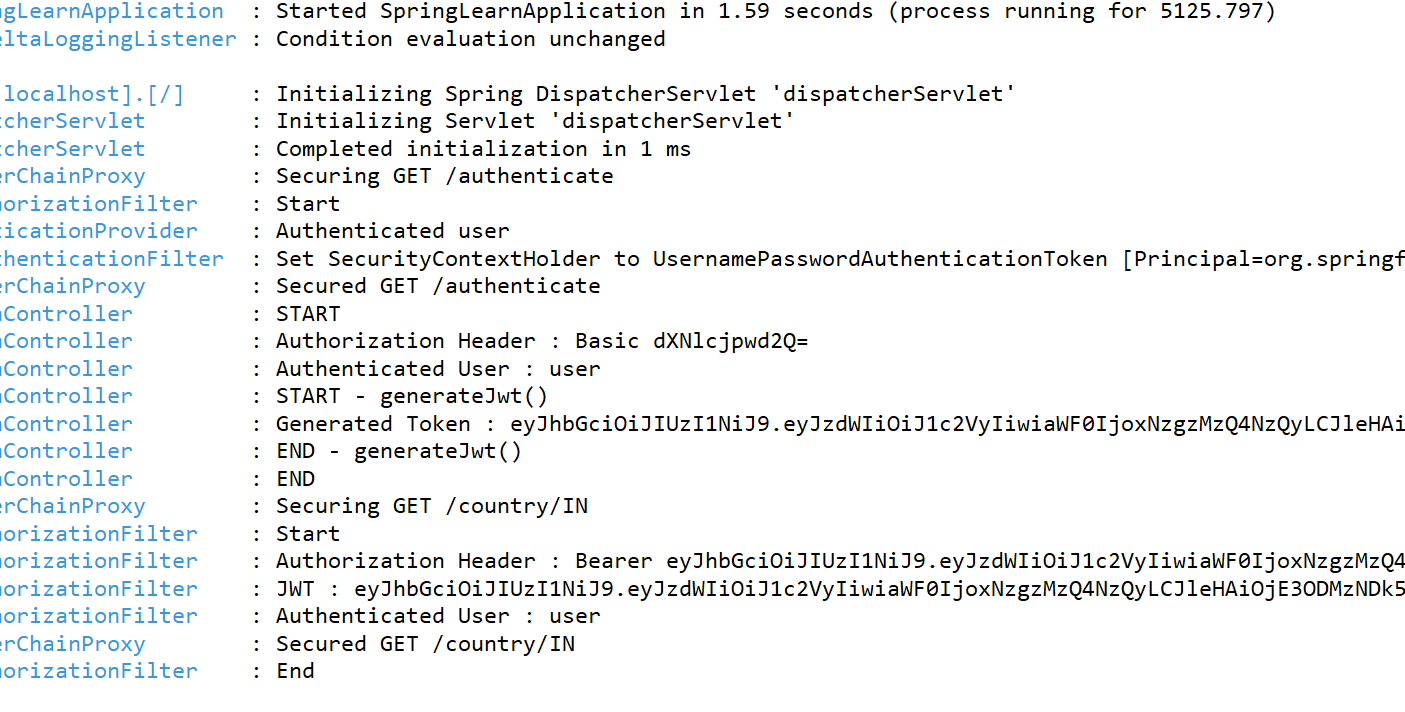 ngLearnApplication : Started SpringLearnApplication in 1.59 seconds (process running for 5125.797)
eltaLoggingListener : Condition evaluation unchanged
localhost].[/] : Initializing Spring DispatcherServlet 'dispatcherServlet'
tcherServlet : Initializing Servlet 'dispatcherServlet'
tcherServlet : Completed initialization in 1 ms
erChainProxy : Securing GET /authenticate
horizationFilter : Start
ticationProvider : Authenticated user
thenticationFilter : Set SecurityContextHolder to UsernamePasswordAuthenticationToken [Principal=org.springf
erChainProxy : Secured GET /authenticate
nController : START
nController : Authorization Header : Basic dXNlcjpwd2Q=
nController : Authenticated User : user
nController : START - generateJwt()
nController : Generated Token : eyJhbGciOiJIUzI1NiJ9.eyJzdWIiOiJ1c2VyIiwiaWF0IjoxNzgzMzQ4NzQyLCJleHAi
nController : END - generateJwt()
nController : END
erChainProxy : Securing GET /country/IN
horizationFilter : Start
horizationFilter : Authorization Header : Bearer eyJhbGciOiJIUzI1NiJ9.eyJzdWIiOiJ1c2VyIiwiaWF0IjoxNzgzMzQ4
horizationFilter : JWT : eyJhbGciOiJIUzI1NiJ9.eyJzdWIiOiJ1c2VyIiwiaWF0IjoxNzgzMzQ4NzQyLCJleHAiOjE3ODMzNDk5
horizationFilter : Authenticated User : user
erChainProxy : Secured GET /country/IN
horizationFilter : End